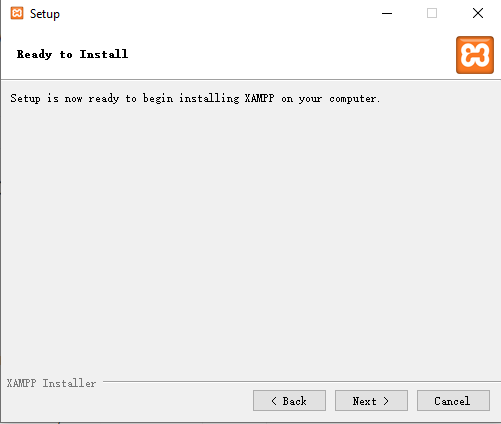 Setup
Ready to Install
Setup is now ready to begin installing XAMPP on your computer.
XAMPP Installer
< Back
Next >
Cancel